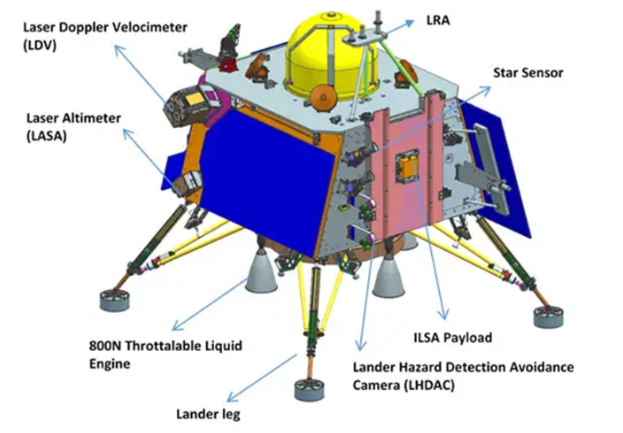 Laser Doppler Velocimeter
(LDV)
LRA
Star Sensor
Laser Altimeter
(LASA)
800N Throttalable Liquid
Engine
ILSA Payload
Lander Hazard Detection Avoidance
Camera (LHDAC)
Lander leg